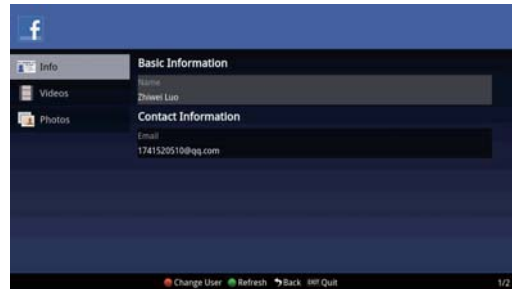 f
Info
Videos
Photos
Basic Information
Name
Zhiwei Luo
Contact Information
Email
1741520510@qq.com
Change User Refresh Back EXIT Quit 1/2